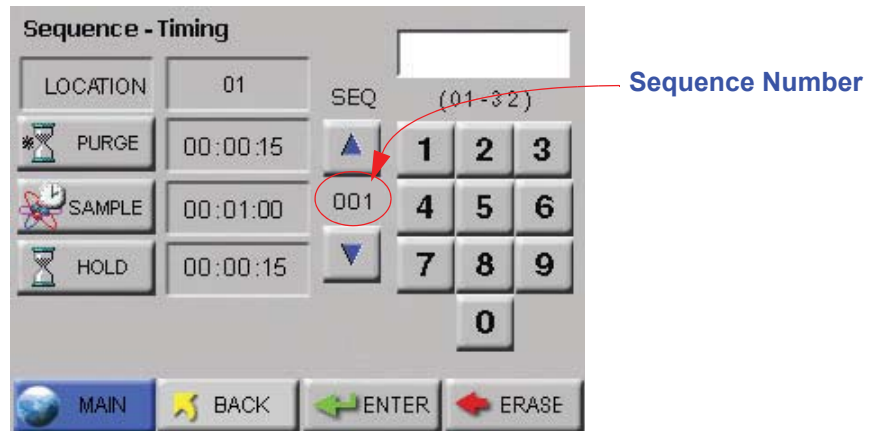 Sequence - Timing
LOCATION 01 SEQ (01-32) Sequence Number
* PURGE 00:00:15 1 2 3
SAMPLE 00:01:00 001 4 5 6
HOLD 00:00:15 7 8 9
0
MAIN BACK ENTER ERASE